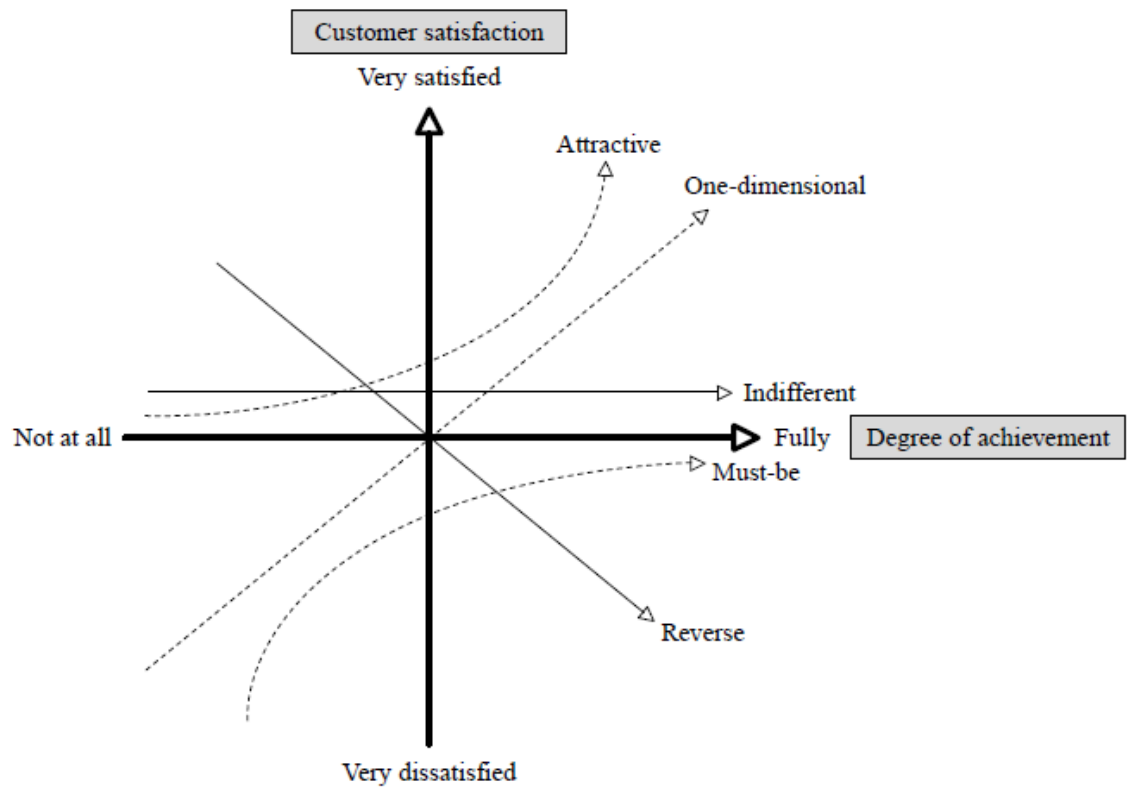 Customer satisfaction
Very satisfied
Attractive
One-dimensional
Indifferent
Not at all
Fully
Degree of achievement
Must-be
Reverse
Very dissatisfied